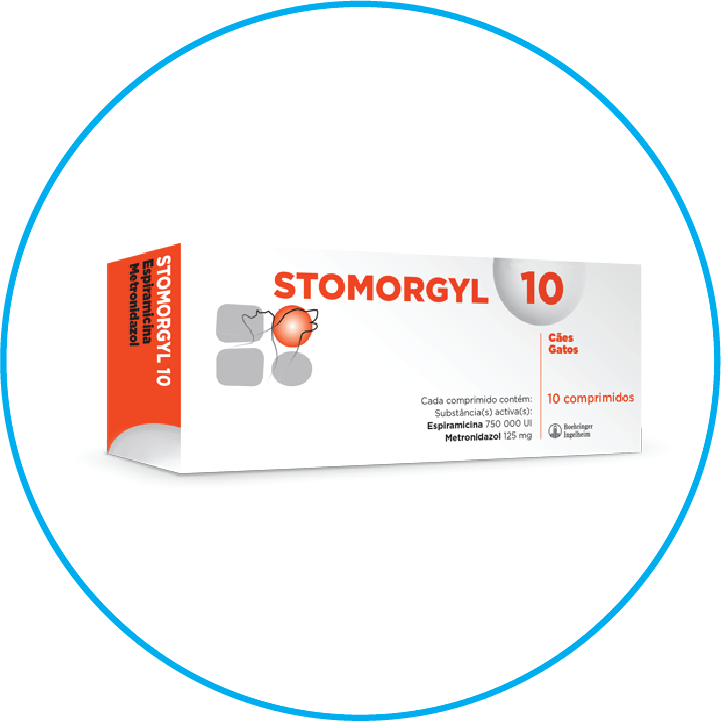 STOMORGYL 10
Espiramicina
Metronidazol
STOMORGYL 10
Cães
Gatos
10 comprimidos
Cada comprimido contém:
Substância(s) activa(s):
Espiramicina 750 000 UI
Metronidazol 125 mg
Boehringer
Ingelheim